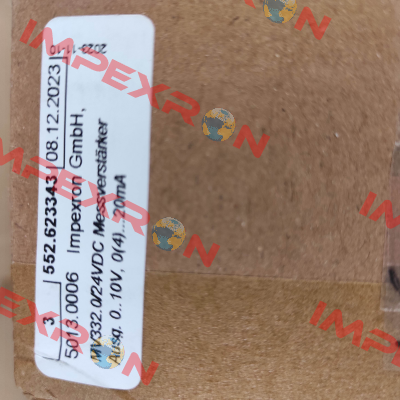 3 | 552.623343 | 08.12.2023 | 2023-11-10
5013.0006 Impexron GmbH,
MV332.0/24VDC Messverstärker
Ausg. 0..10V, 0(4)...20mA
IMPEXRON
IMPEXRON
IMPEXRON
IMPEXRON